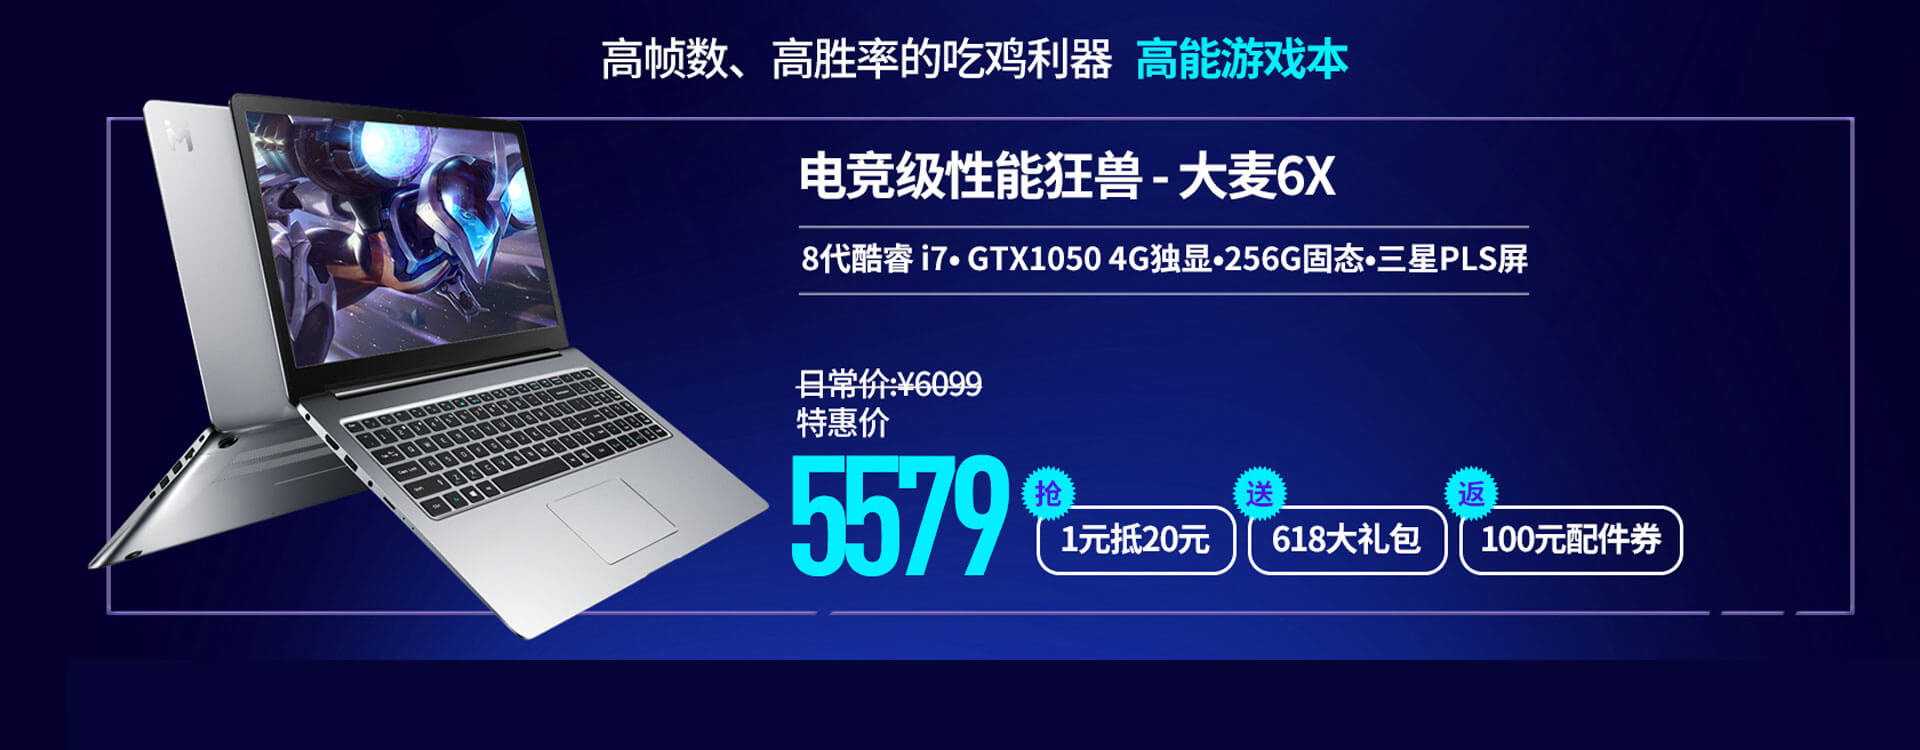 高帧数、高胜率的吃鸡利器 高能游戏本
电竞级性能狂兽 - 大麦6X
8代酷睿 i7• GTX1050 4G独显•256G固态•三星PLS屏
日常价:¥6099
特惠价
5579
抢
1元抵20元
送
618大礼包
返
100元配件券